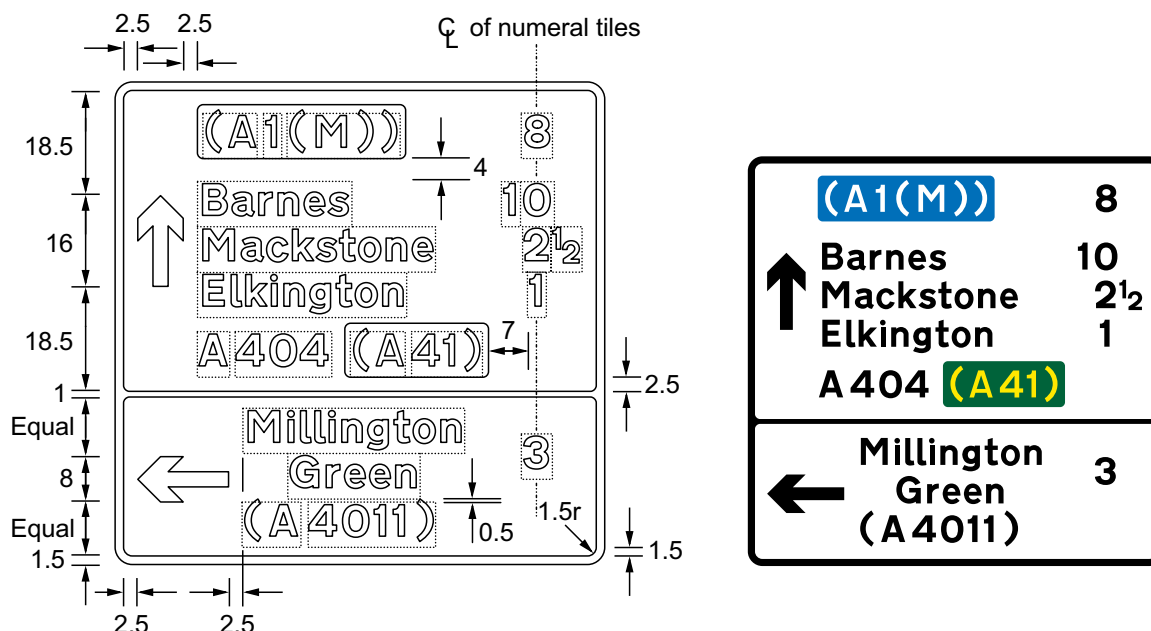 2.5 2.5 ℄ of numeral tiles
18.5 (A1(M)) 8
4
16 Barnes 10
Mackstone 2½
Elkington 1
18.5 A404 (A41) 7
1 2.5
Equal Millington
8 Green 3
(A4011) 0.5 1.5r
Equal
1.5 1.5
2.5 2.5
(A1(M)) 8
Barnes 10
Mackstone 2½
Elkington 1
A404 (A41)
Millington
Green 3
(A4011)